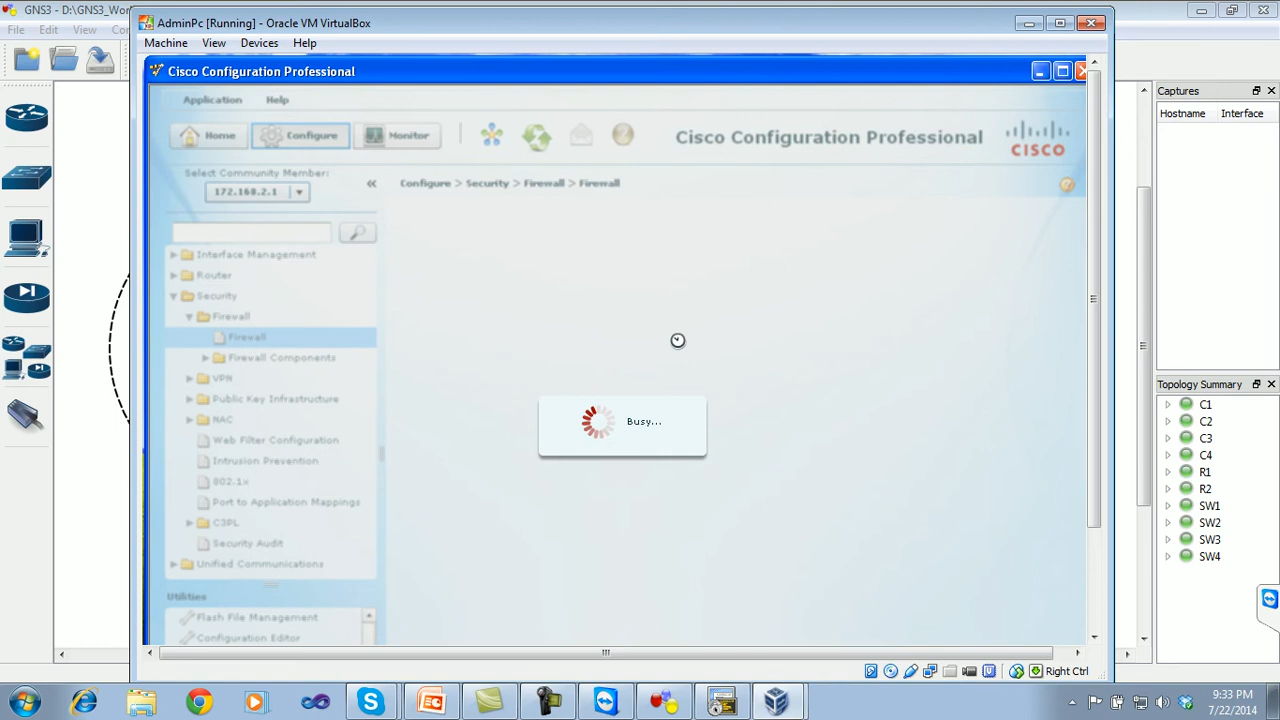 GNS3 - D:\GNS3_Wor
AdminPc [Running] - Oracle VM VirtualBox
File Edit View Con
Machine View Devices Help
Cisco Configuration Professional
Captures
Application Help
Hostname Interface
Home Configure Monitor
Cisco Configuration Professional
CISCO
Select Community Member:
192.168.2.1
Configure > Security > Firewall > Firewall
Interface Management
Router
Security
Firewall
Firewall
Firewall Components
VPN
Public Key Infrastructure
NAC
Web Filter Configuration
Intrusion Prevention
802.1x
Port to Application Mappings
C3PL
Security Audit
Unified Communications
Utilities
Flash File Management
Configuration Editor
Busy...
Topology Summary
C1
C2
C3
C4
R1
R2
SW1
SW2
SW3
SW4
Right Ctrl
9:33 PM
7/22/2014